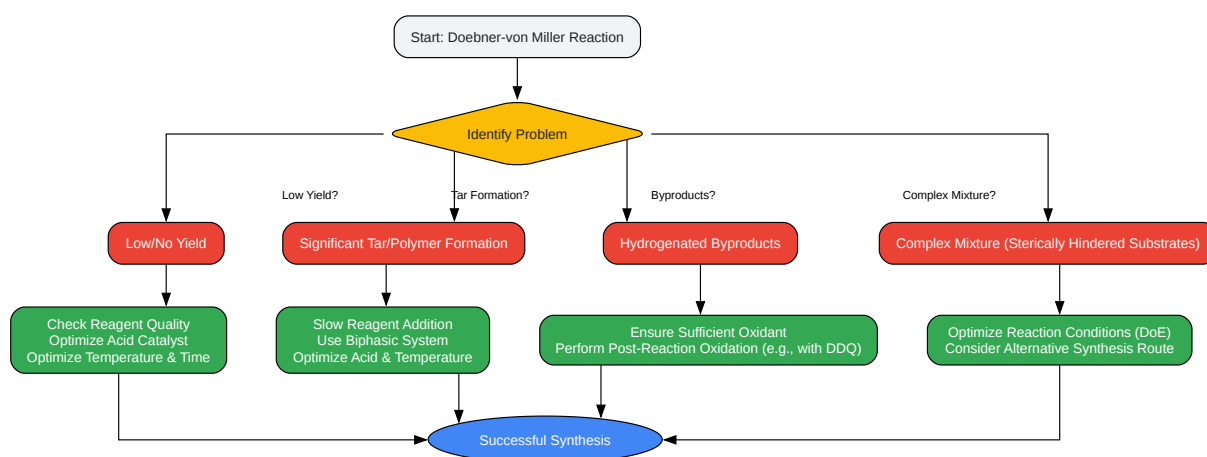 Start: Doebner-von Miller Reaction
Identify Problem
Low Yield?
Tar Formation?
Byproducts?
Complex Mixture?
Low/No Yield
Significant Tar/Polymer Formation
Hydrogenated Byproducts
Complex Mixture (Sterically Hindered Substrates)
Check Reagent Quality
Optimize Acid Catalyst
Optimize Temperature & Time
Slow Reagent Addition
Use Biphasic System
Optimize Acid & Temperature
Ensure Sufficient Oxidant
Perform Post-Reaction Oxidation (e.g., with DDQ)
Optimize Reaction Conditions (DoE)
Consider Alternative Synthesis Route
Successful Synthesis